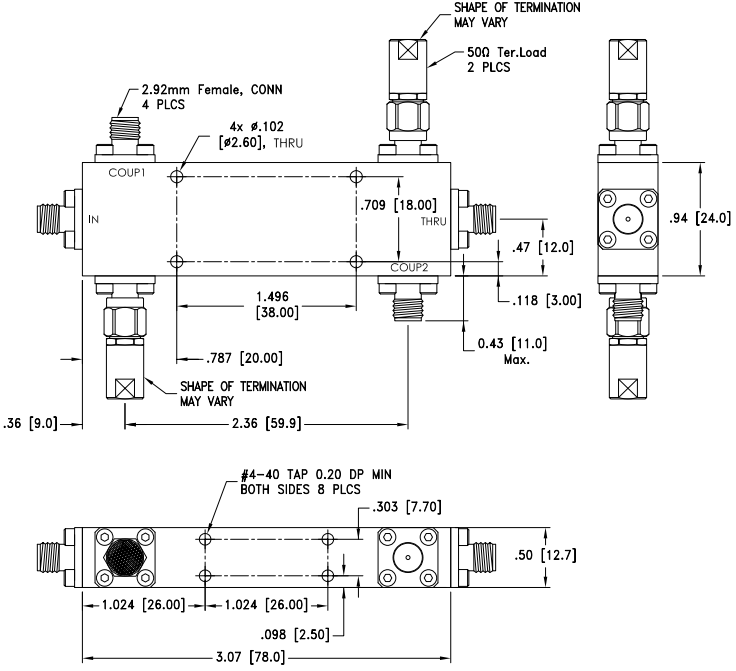 SHAPE OF TERMINATION
MAY VARY
50Ω Ter.Load
2 PLCS
2.92mm Female, CONN
4 PLCS
4x ø.102
[ø2.60], THRU
COUP1
IN
.709 [18.00]
THRU
COUP2
.47 [12.0]
.94 [24.0]
1.496
[38.00]
.118 [3.00]
0.43 [11.0]
Max.
.787 [20.00]
SHAPE OF TERMINATION
MAY VARY
.36 [9.0]
2.36 [59.9]
#4-40 TAP 0.20 DP MIN
BOTH SIDES 8 PLCS
.303 [7.70]
.50 [12.7]
1.024 [26.00]
1.024 [26.00]
.098 [2.50]
3.07 [78.0]